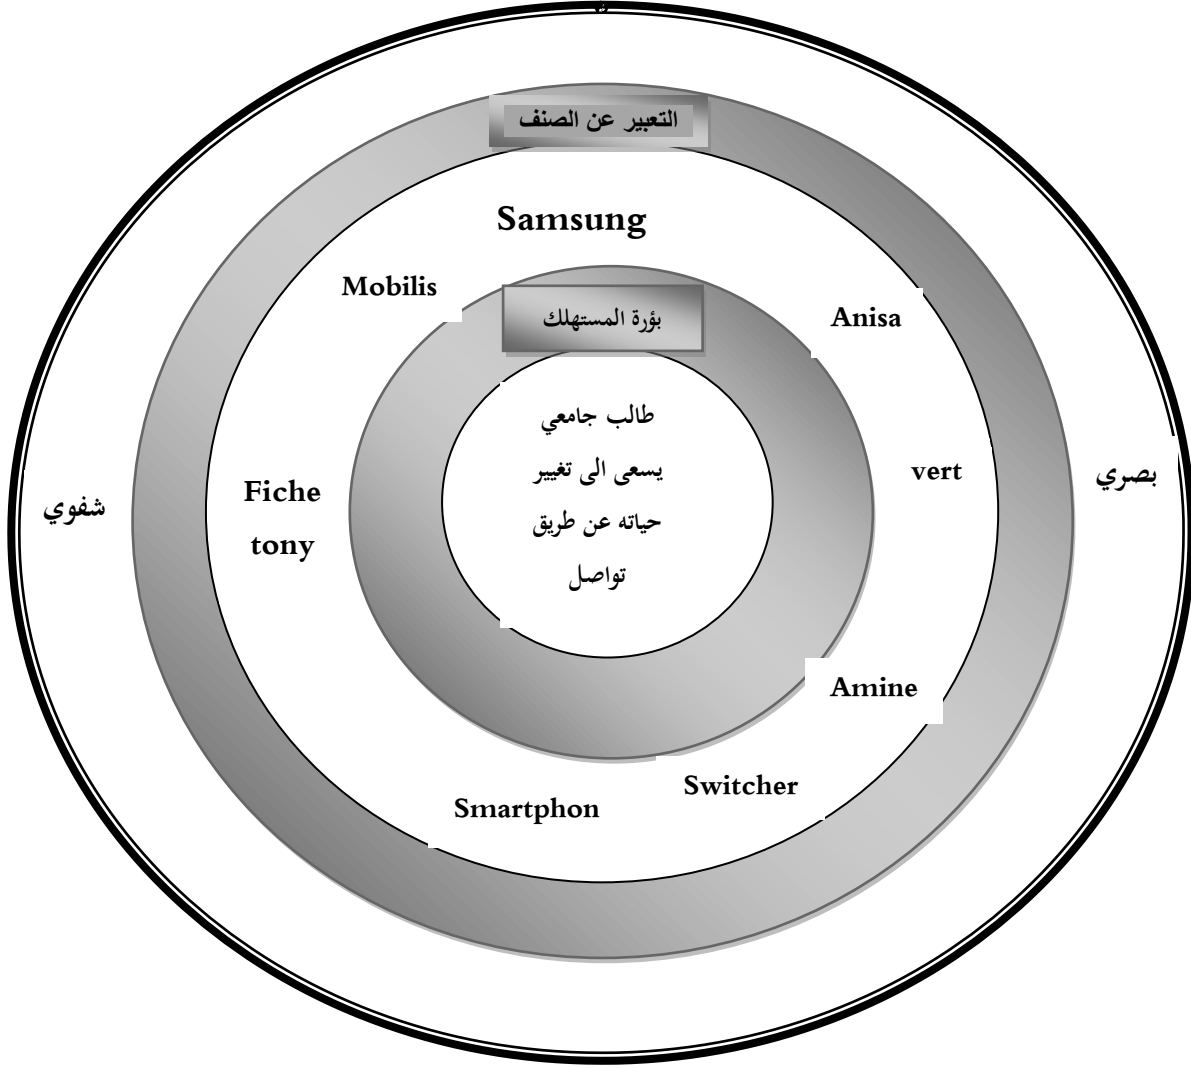 التعبير عن الصنف
Samsung
Mobilis
Anisa
بؤرة المستهلك
طالب جامعي
يسعى الى تغيير
حياته عن طريق
تواصل
vert
بصري
Fiche
tony
شفوي
Amine
Switcher
Smartphon